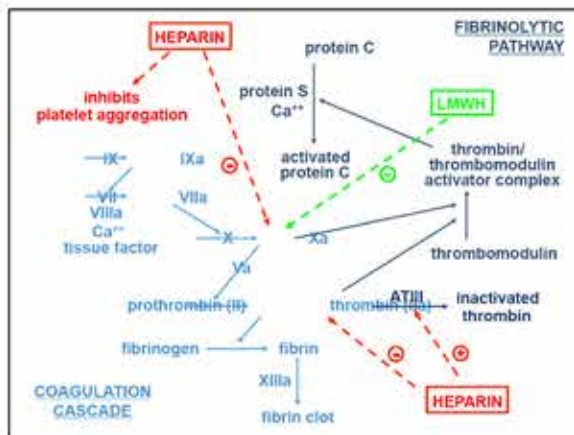 HEPARIN
protein C
FIBRINOLYTIC
PATHWAY
inhibits
platelet aggregation
protein S
Ca++
LMWH
IX
IXa
activated
protein C
thrombin/
thrombomodulin
activator complex
VII
VIIa
VIIIa
Ca++
tissue factor
X
Xa
thrombomodulin
Va
prothrombin (II)
thrombin (IIa)
ATIII
inactivated
thrombin
fibrinogen
fibrin
XIIIa
COAGULATION
CASCADE
fibrin clot
HEPARIN